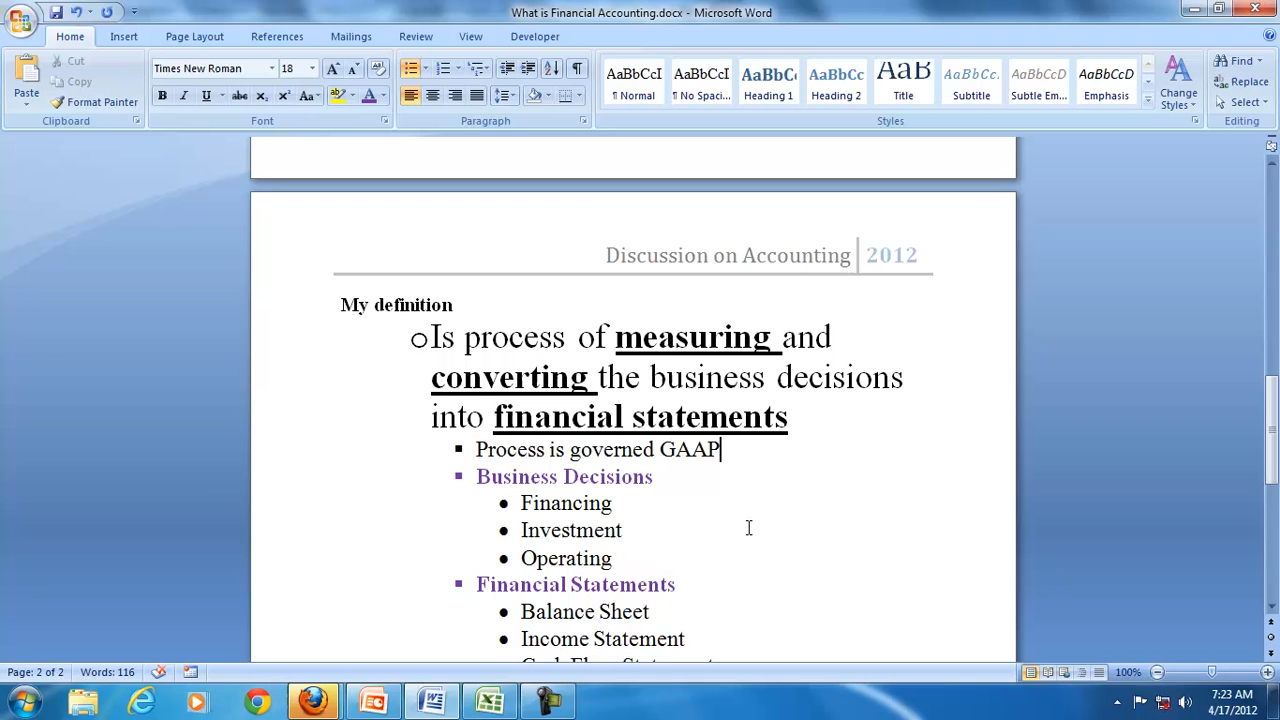 What is Financial Accounting.docx - Microsoft Word
Home Insert Page Layout References Mailings Review View Developer
Paste Cut Copy Format Painter
Times New Roman 18
AaBbCcI AaBbCcI AaBbCc AaBbCc AaB AaBbCc. AaBbCcD AaBbCcD
¶ Normal ¶ No Spaci... Heading 1 Heading 2 Title Subtitle Subtle Em... Emphasis
Change Styles
Find Replace Select
Clipboard Font Paragraph Styles Editing
Discussion on Accounting 2012
My definition
oIs process of measuring and
converting the business decisions
into financial statements
▪ Process is governed GAAP
▪ Business Decisions
• Financing
• Investment
• Operating
▪ Financial Statements
• Balance Sheet
• Income Statement
Page: 2 of 2 Words: 116 100%
7:23 AM
4/17/2012